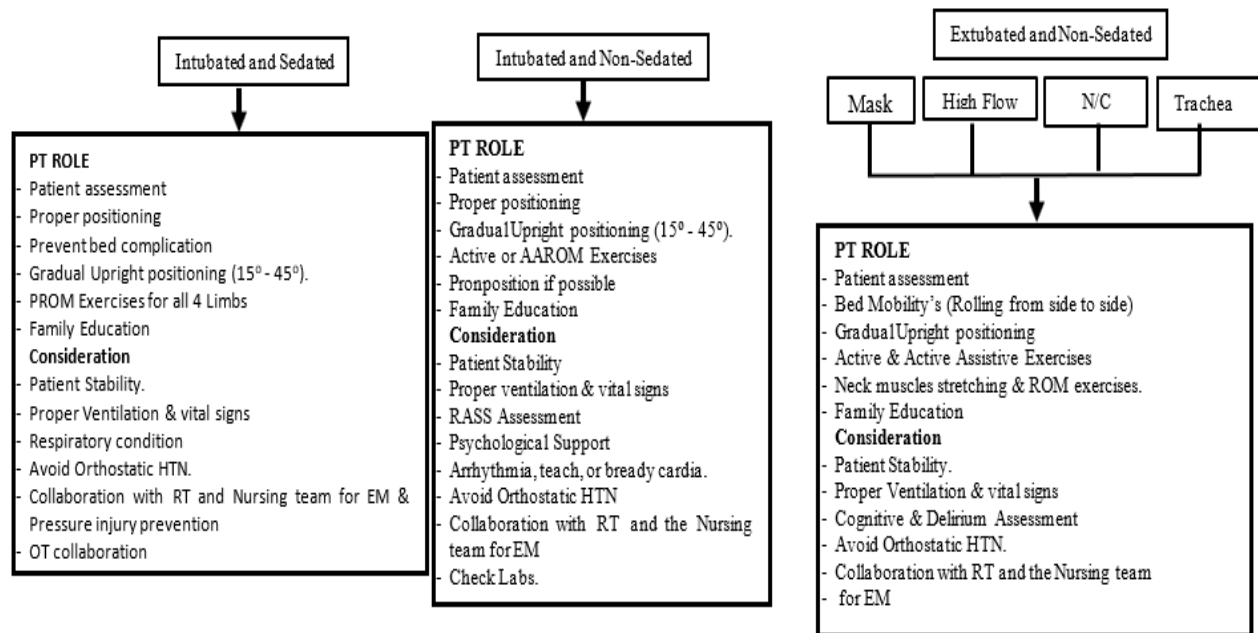 Intubated and Sedated
PT ROLE
- Patient assessment
- Proper positioning
- Prevent bed complication
- Gradual Upright positioning (15º - 45º).
- PROM Exercises for all 4 Limbs
- Family Education
Consideration
- Patient Stability.
- Proper Ventilation & vital signs
- Respiratory condition
- Avoid Orthostatic HTN.
- Collaboration with RT and Nursing team for EM &
Pressure injury prevention
- OT collaboration
Intubated and Non-Sedated
PT ROLE
- Patient assessment
- Proper positioning
- Gradual Upright positioning (15º - 45º).
- Active or AAROM Exercises
- Pronposition if possible
- Family Education
Consideration
- Patient Stability
- Proper ventilation & vital signs
- RASS Assessment
- Psychological Support
- Arrhythmia, teach, or bready cardia.
- Avoid Orthostatic HTN
- Collaboration with RT and the Nursing
team for EM
- Check Labs.
Extubated and Non-Sedated
Mask
High Flow
N/C
Trachea
PT ROLE
- Patient assessment
- Bed Mobility’s (Rolling from side to side)
- Gradual Upright positioning
- Active & Active Assistive Exercises
- Neck muscles stretching & ROM exercises.
- Family Education
Consideration
- Patient Stability.
- Proper Ventilation & vital signs
- Cognitive & Delirium Assessment
- Avoid Orthostatic HTN.
- Collaboration with RT and the Nursing team
- for EM